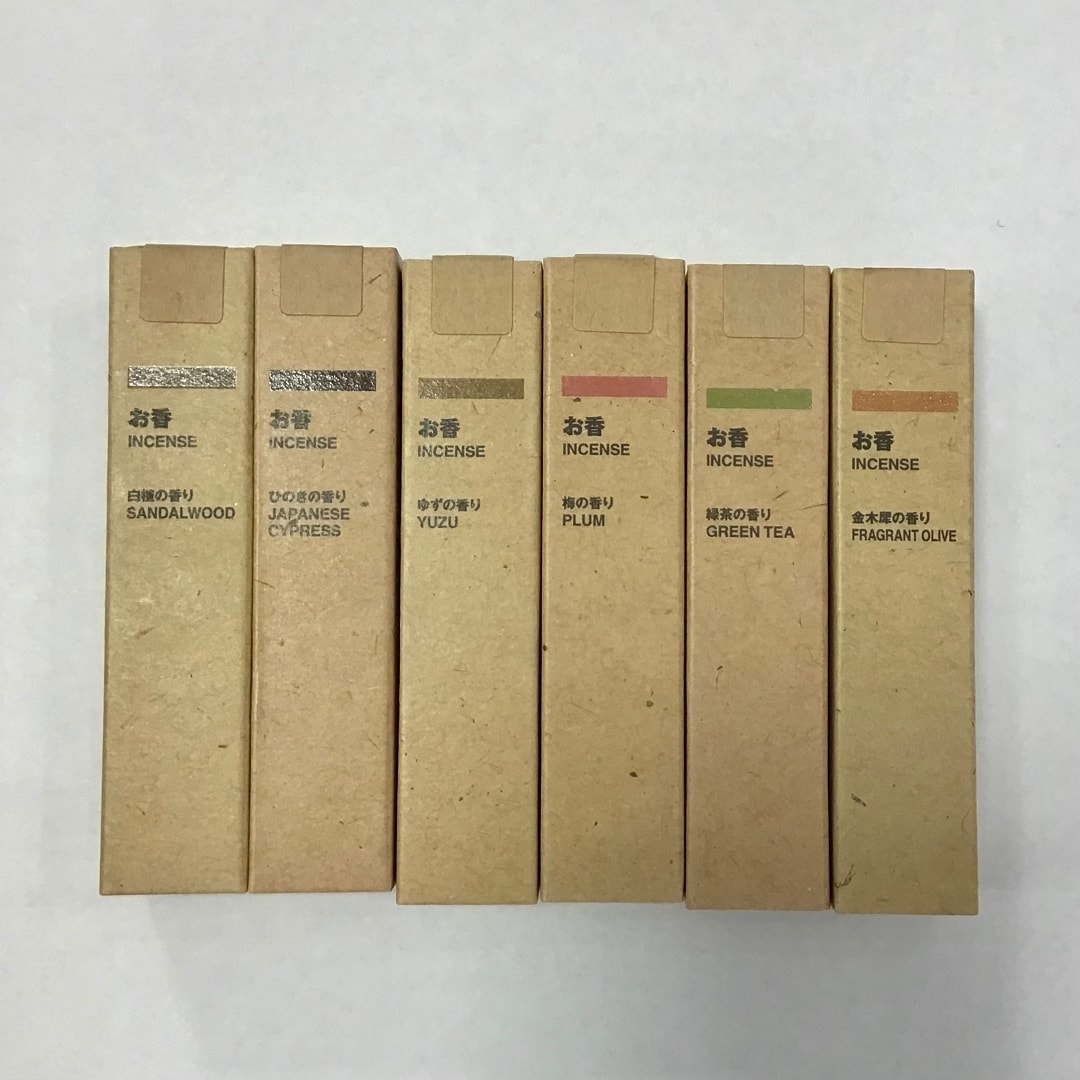 お香
INCENSE
白檀の香り
SANDALWOOD
お香
INCENSE
ひのきの香り
JAPANESE
CYPRESS
お香
INCENSE
ゆずの香り
YUZU
お香
INCENSE
梅の香り
PLUM
お香
INCENSE
緑茶の香り
GREEN TEA
お香
INCENSE
金木犀の香り
FRAGRANT OLIVE